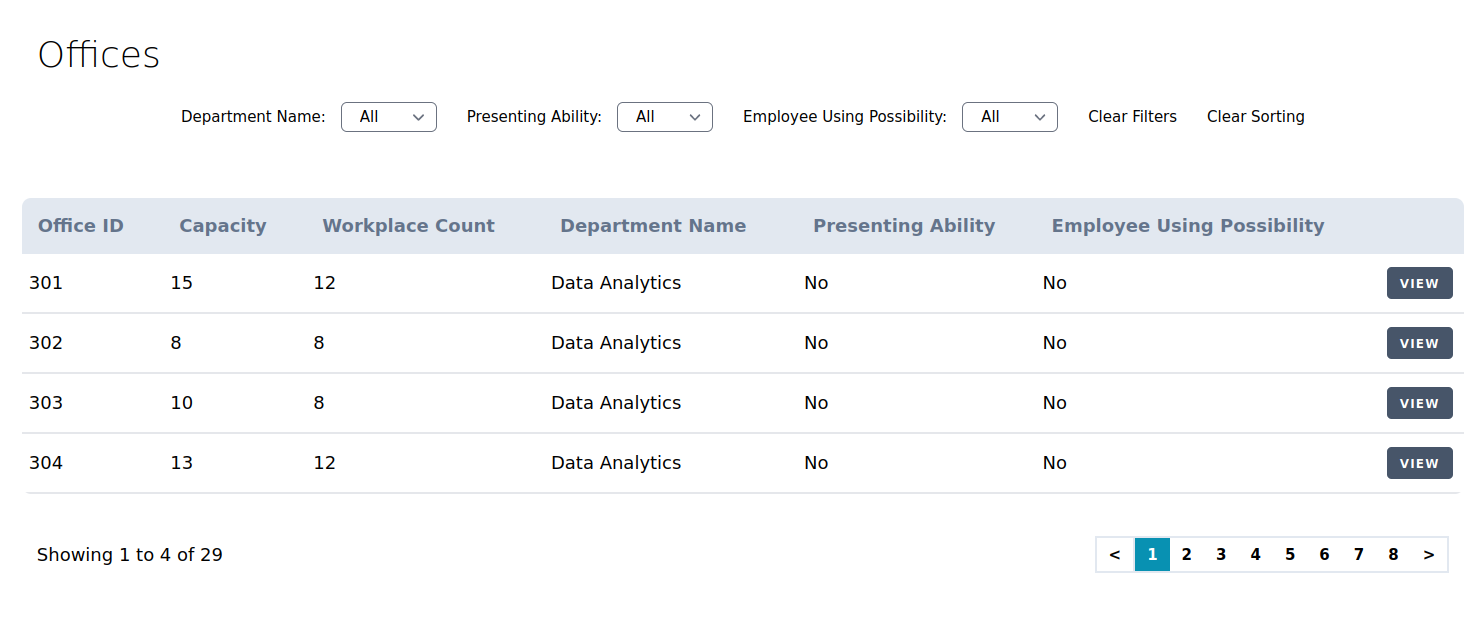 Offices
Department Name: All Presenting Ability: All Employee Using Possibility: All Clear Filters Clear Sorting
Office ID Capacity Workplace Count Department Name Presenting Ability Employee Using Possibility
301 15 12 Data Analytics No No VIEW
302 8 8 Data Analytics No No VIEW
303 10 8 Data Analytics No No VIEW
304 13 12 Data Analytics No No VIEW
Showing 1 to 4 of 29 < 1 2 3 4 5 6 7 8 >